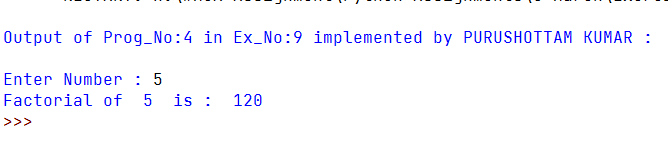 Output of Prog_No:4 in Ex_No:9 implemented by PURUSHOTTAM KUMAR :
Enter Number : 5
Factorial of  5  is :  120
>>>